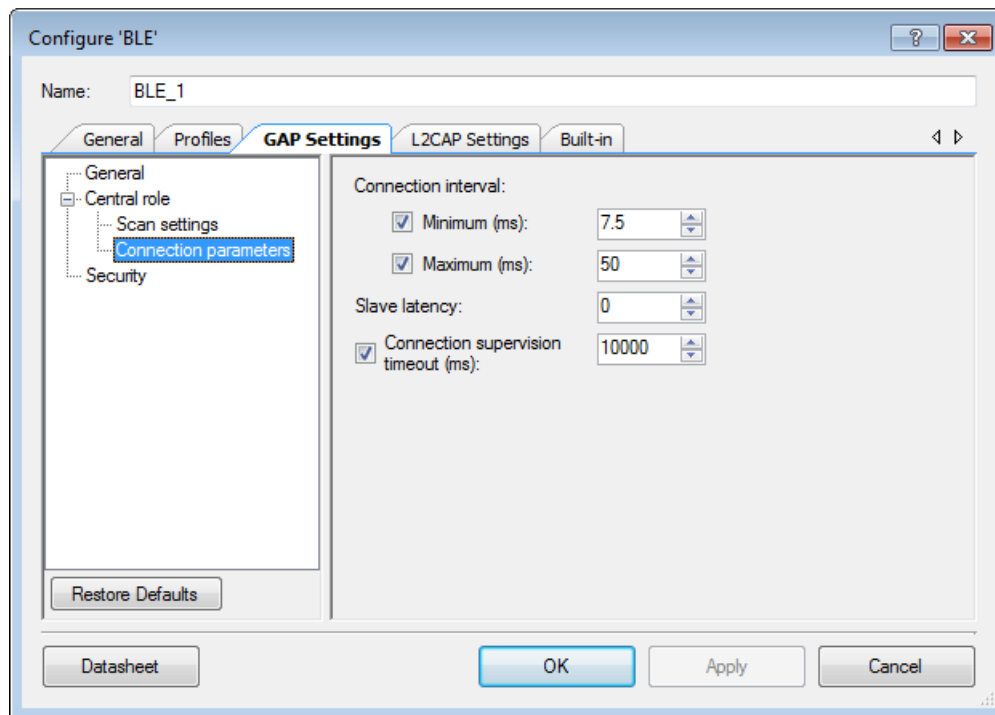 Configure 'BLE'
Name: BLE_1
General Profiles GAP Settings L2CAP Settings Built-in
General
Central role
Scan settings
Connection parameters
Security
Connection interval:
Minimum (ms): 7.5
Maximum (ms): 50
Slave latency: 0
Connection supervision
timeout (ms): 10000
Restore Defaults
Datasheet OK Apply Cancel